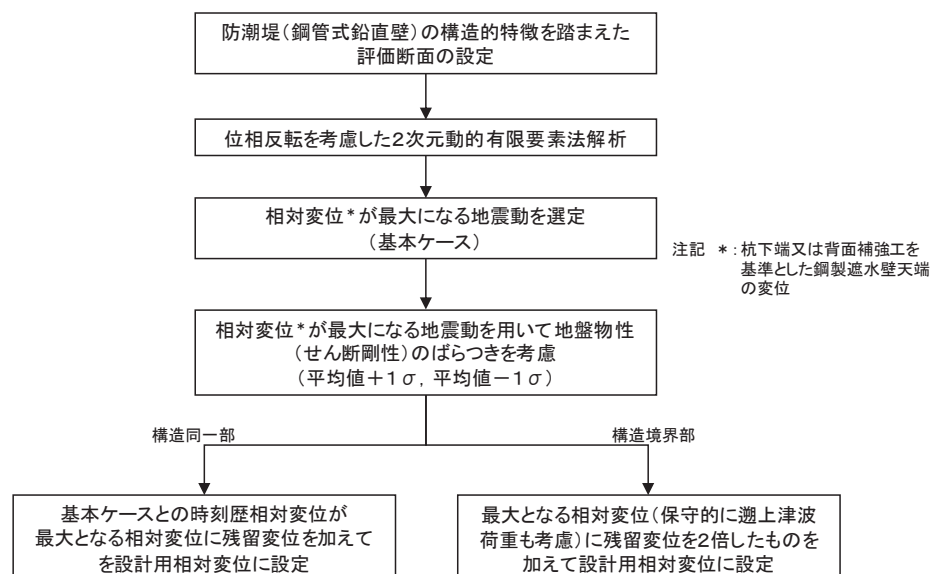 防潮堤(鋼管式鉛直壁)の構造的特徴を踏まえた
評価断面の設定
位相反転を考慮した2次元動的有限要素法解析
相対変位*が最大になる地震動を選定
(基本ケース)
注記 *:杭下端又は背面補強工を
基準とした鋼製遮水壁天端
の変位
相対変位*が最大になる地震動を用いて地盤物性
(せん断剛性)のばらつきを考慮
(平均値+1σ,平均値-1σ)
構造同一部
構造境界部
基本ケースとの時刻歴相対変位が
最大となる相対変位に残留変位を加えて
を設計用相対変位に設定
最大となる相対変位(保守的に遡上津波
荷重も考慮)に残留変位を2倍したものを
加えて設計用相対変位に設定